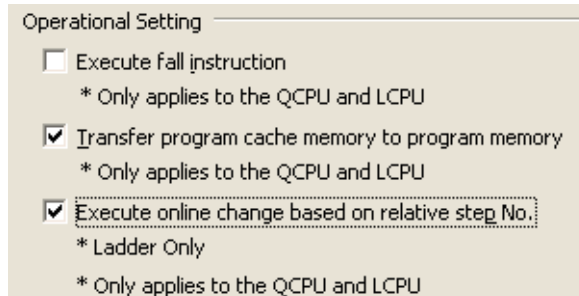 Operational Setting
Execute fall instruction
* Only applies to the QCPU and LCPU
Transfer program cache memory to program memory
* Only applies to the QCPU and LCPU
Execute online change based on relative step No.
* Ladder Only
* Only applies to the QCPU and LCPU